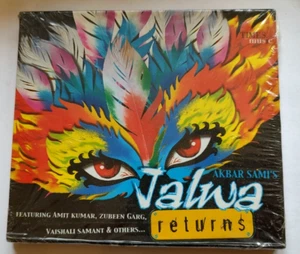 AKBAR SAMI'S
Jalwa
returns
FEATURING AMIT KUMAR, ZUBEEN GARG,
VAISHALI SAMANT & OTHERS...